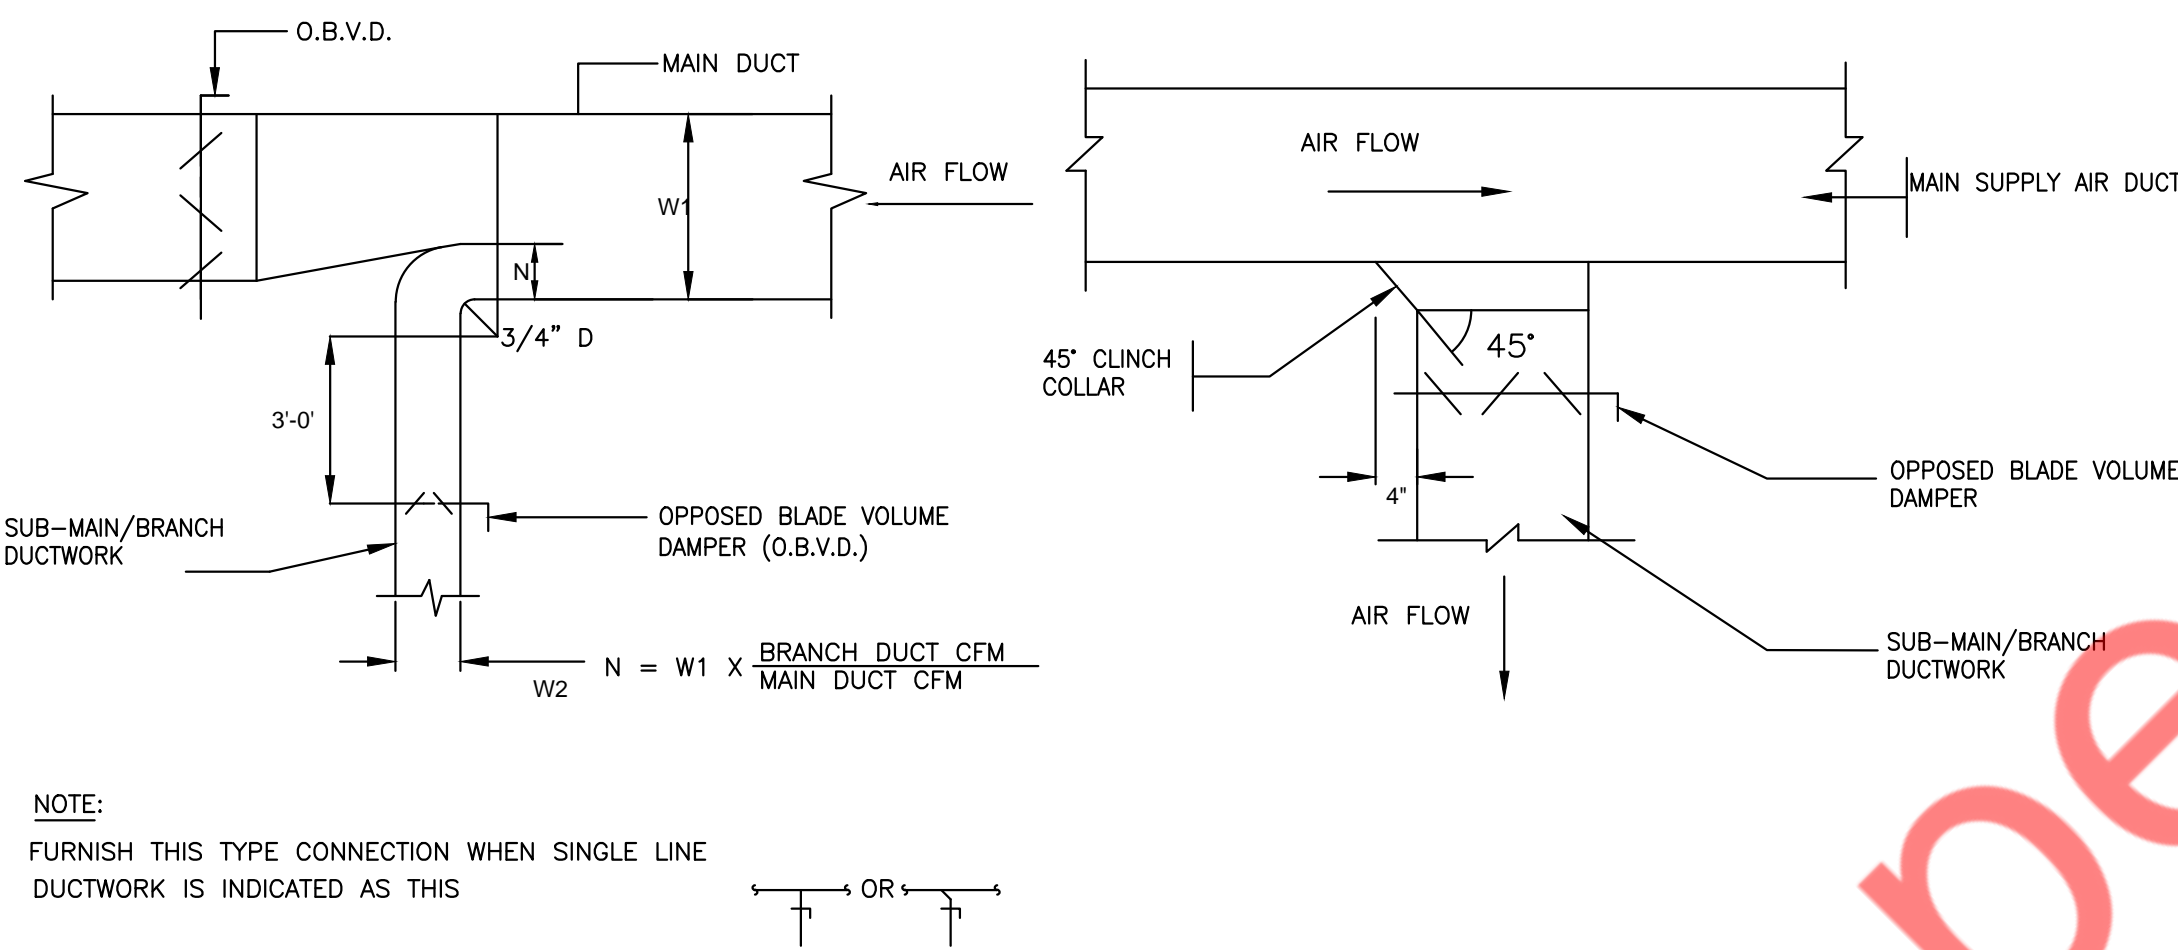 O.B.V.D.
MAIN DUCT
AIR FLOW
W1
N
3/4” D
3'-0'
SUB-MAIN/BRANCH
DUCTWORK
OPPOSED BLADE VOLUME
DAMPER (O.B.V.D.)
W2
N = W1 X BRANCH DUCT CFM
MAIN DUCT CFM
AIR FLOW
MAIN SUPPLY AIR DUCT
45° CLINCH
COLLAR
45°
4"
OPPOSED BLADE VOLUME
DAMPER
AIR FLOW
SUB-MAIN/BRANCH
DUCTWORK
NOTE:
FURNISH THIS TYPE CONNECTION WHEN SINGLE LINE
DUCTWORK IS INDICATED AS THIS
OR
pe